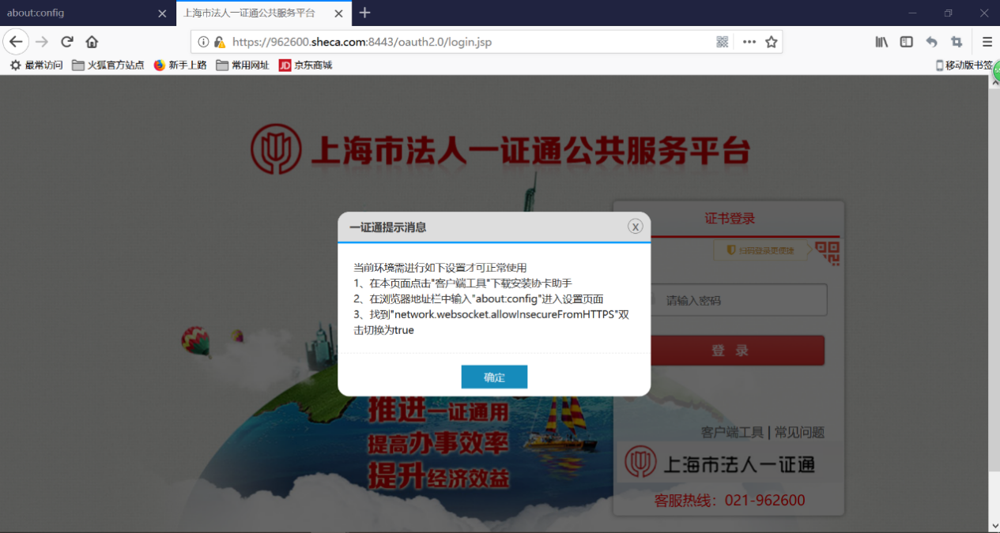 about:config
上海市法人一证通公共服务平台
https://962600.sheca.com:8443/oauth2.0/login.jsp
最常访问 火狐官方站点 新手上路 常用网址 JD 京东商城 移动版书签
上海市法人一证通公共服务平台
证书登录
扫码登录更便捷
一证通提示消息
当前环境需进行如下设置才可正常使用
1、在本页面点击"客户端工具"下载安装协卡助手
2、在浏览器地址栏中输入"about:config"进入设置页面
3、找到"network.websocket.allowInsecureFromHTTPS"双
击切换为true
确定
请输入密码
登 录
推进一证通用
提高办事效率
提升经济效益
客户端工具 | 常见问题
上海市法人一证通
客服热线：021-962600